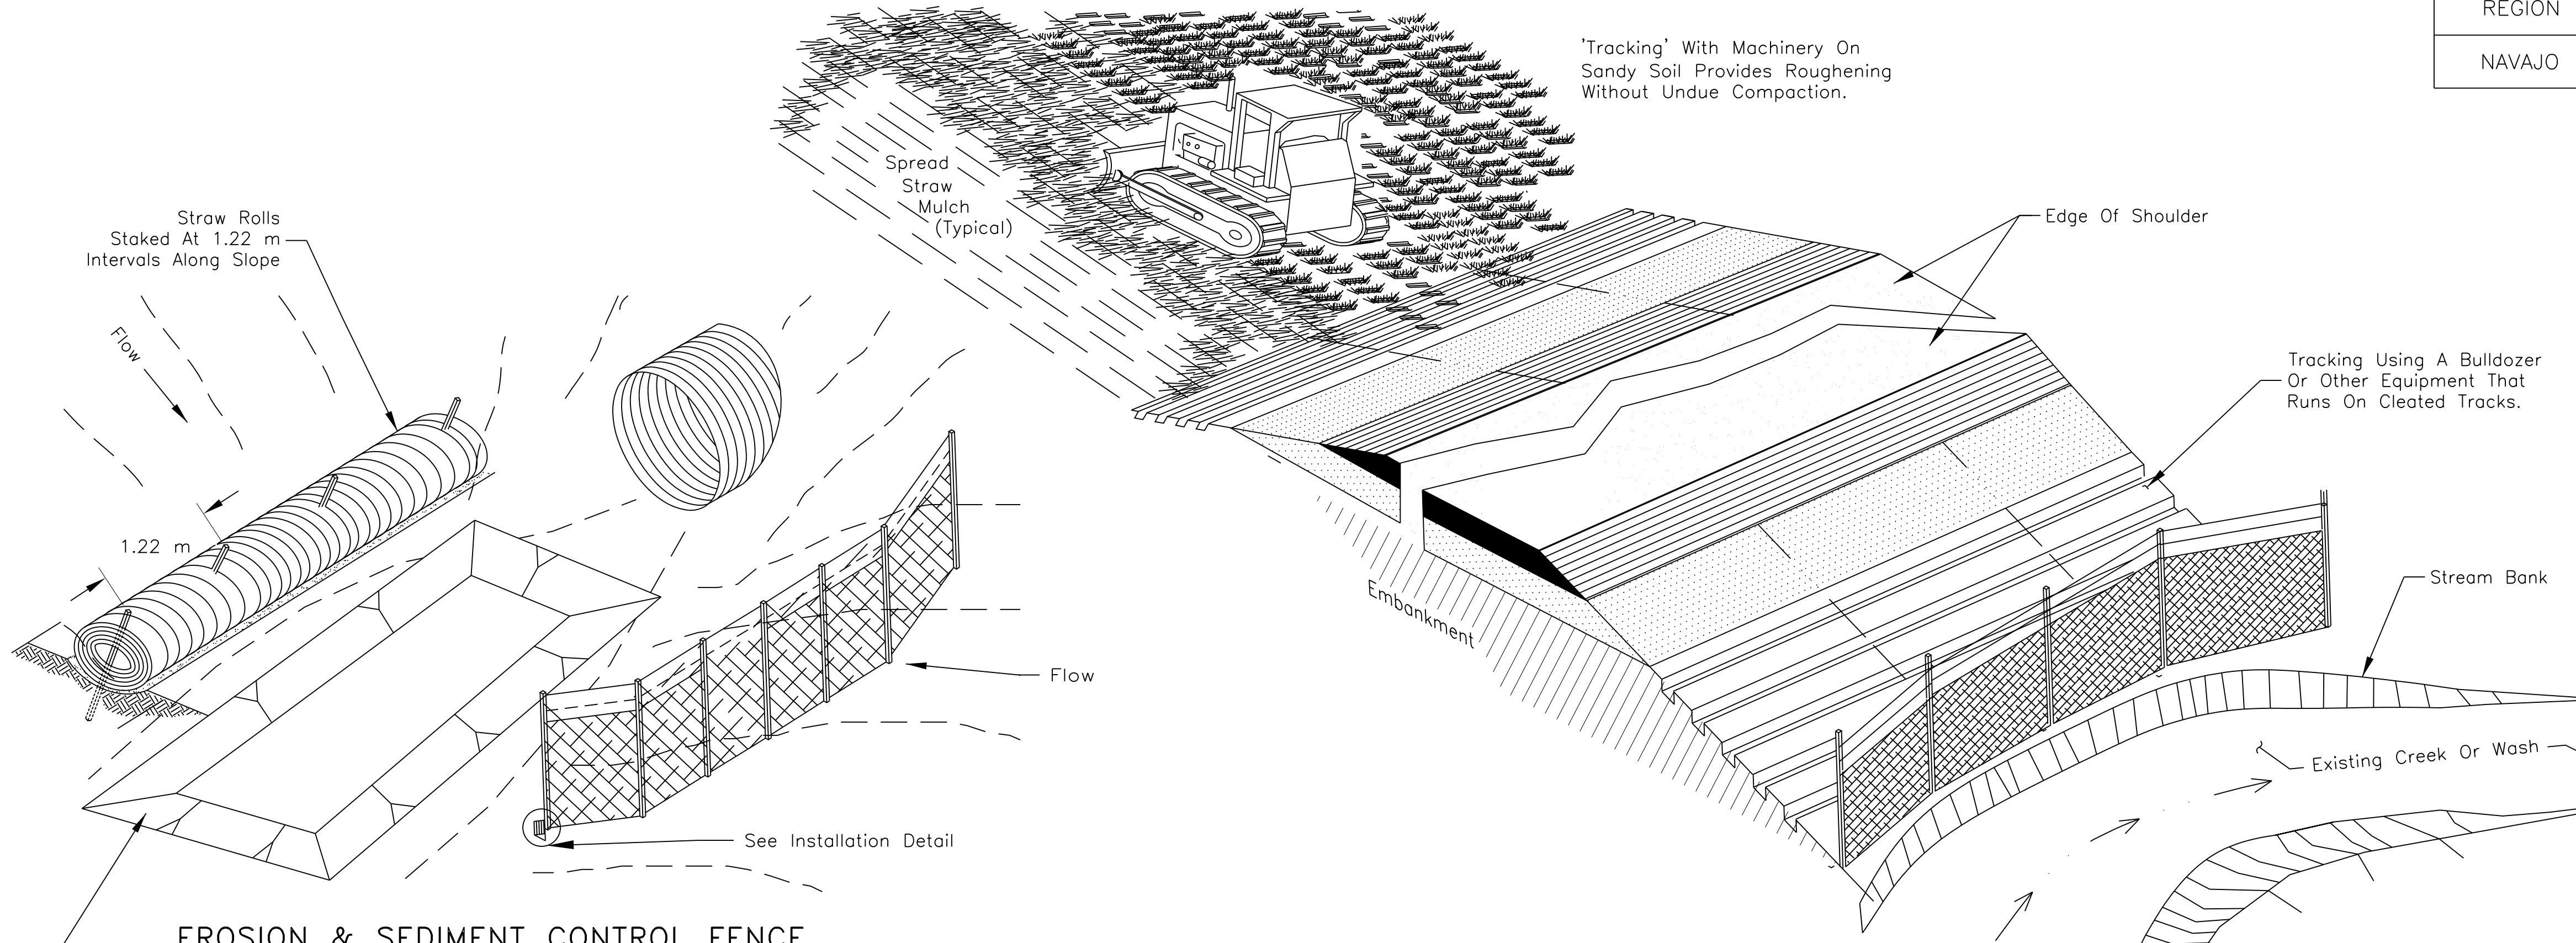 REGION
NAVAJO
'Tracking' With Machinery On
Sandy Soil Provides Roughening
Without Undue Compaction.
Spread
Straw
Mulch
(Typical)
Straw Rolls
Staked At 1.22 m
Intervals Along Slope
Edge Of Shoulder
Flow
Tracking Using A Bulldozer
Or Other Equipment That
Runs On Cleated Tracks.
1.22 m
Embankment
Stream Bank
Flow
Existing Creek Or Wash
See Installation Detail
EROSION & SEDIMENT CONTROL FENCE